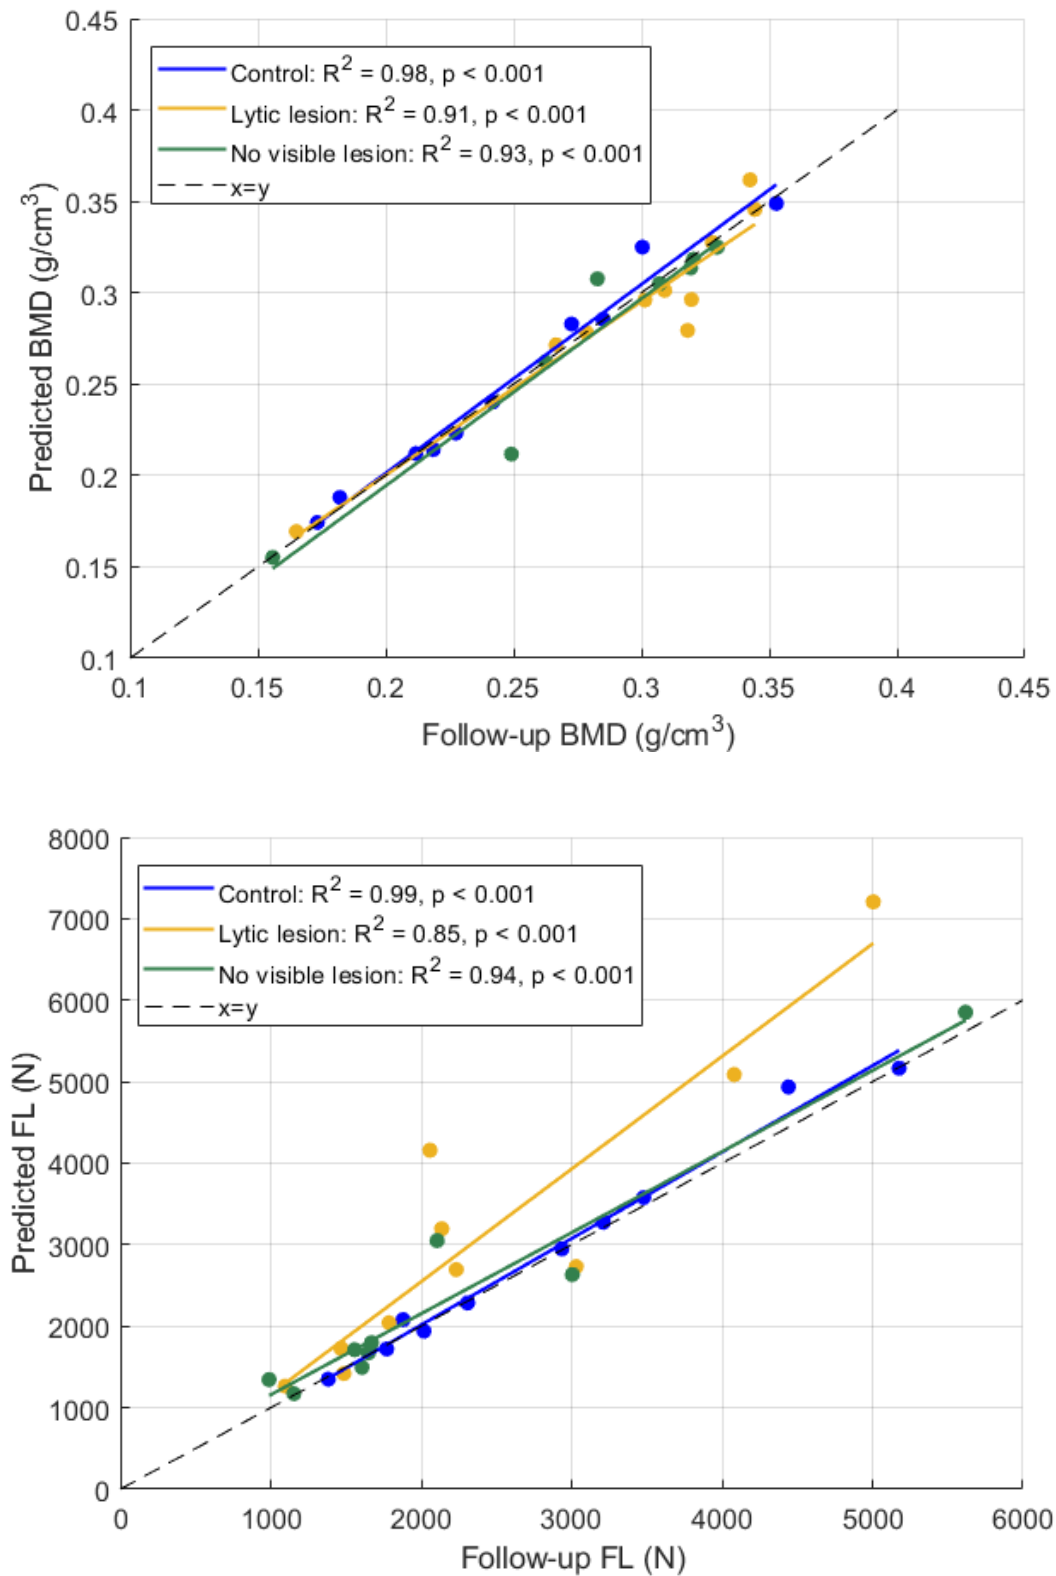 0.45
0.4
0.35
0.3
0.25
0.2
0.15
0.1
Predicted BMD (g/cm³)
Control: R² = 0.98, p < 0.001
Lytic lesion: R² = 0.91, p < 0.001
No visible lesion: R² = 0.93, p < 0.001
x=y
0.1 0.15 0.2 0.25 0.3 0.35 0.4 0.45
Follow-up BMD (g/cm³)
8000
7000
6000
5000
4000
3000
2000
1000
0
Predicted FL (N)
Control: R² = 0.99, p < 0.001
Lytic lesion: R² = 0.85, p < 0.001
No visible lesion: R² = 0.94, p < 0.001
x=y
0 1000 2000 3000 4000 5000 6000
Follow-up FL (N)